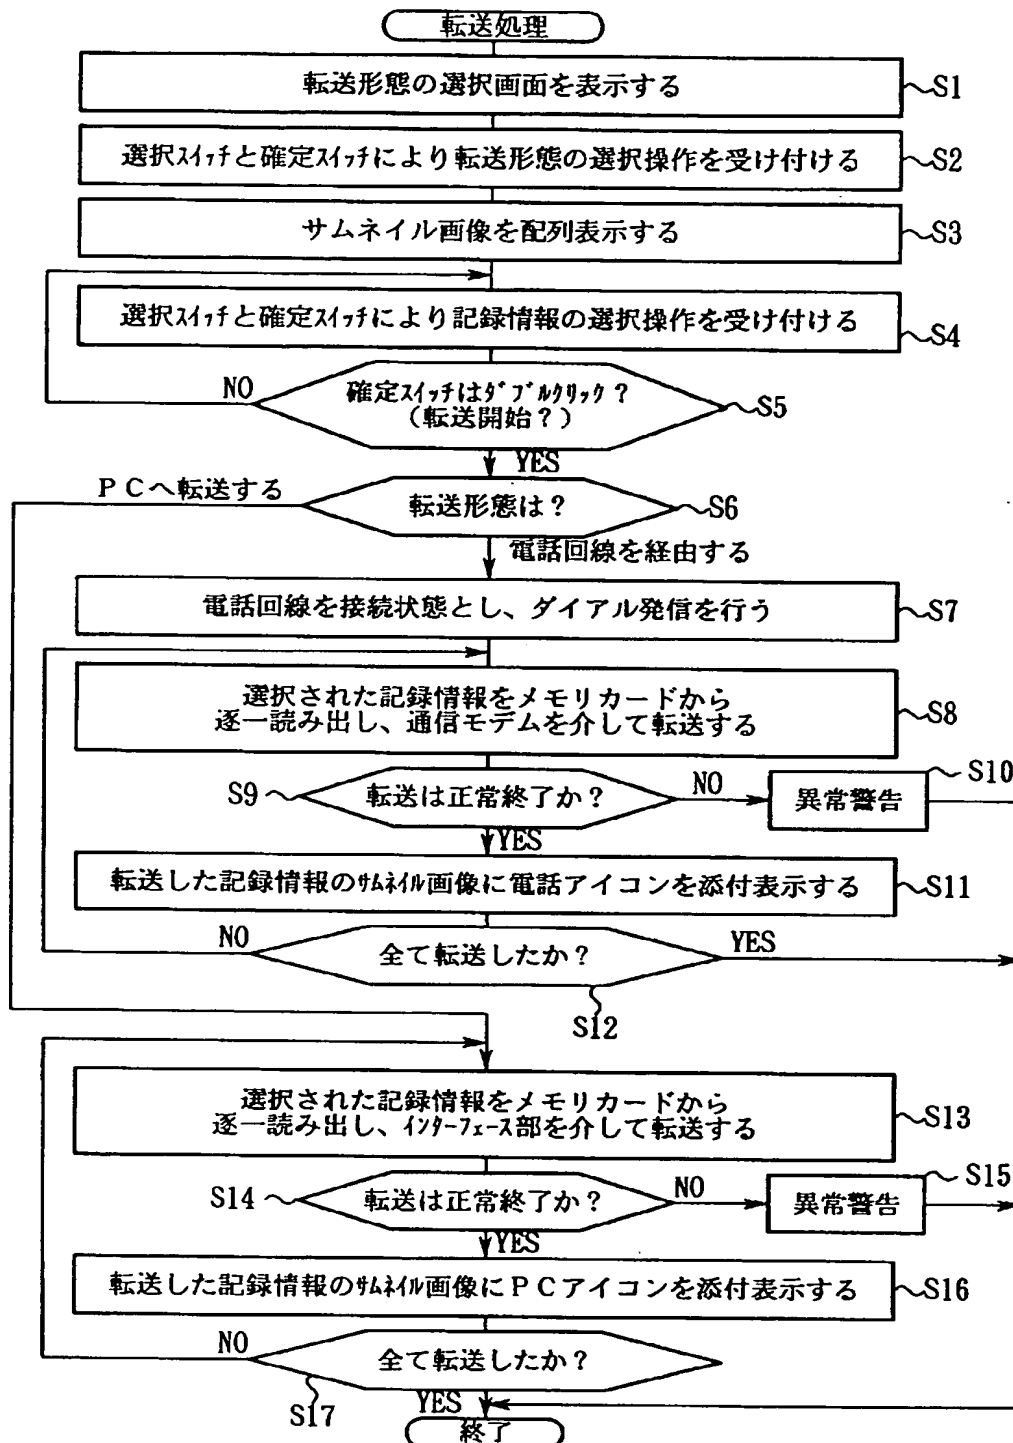 転送処理
転送形態の選択画面を表示する
S1
選択スイッチと確定スイッチにより転送形態の選択操作を受け付ける
S2
サムネイル画像を配列表示する
S3
選択スイッチと確定スイッチにより記録情報の選択操作を受け付ける
S4
NO
確定スイッチはダブルクリック？
（転送開始？）
S5
YES
ＰＣへ転送する
転送形態は？
S6
電話回線を経由する
電話回線を接続状態とし、ダイアル発信を行う
S7
選択された記録情報をメモリカードから
逐一読み出し、通信モデムを介して転送する
S8
S9
転送は正常終了か？
NO
異常警告
S10
YES
転送した記録情報のサムネイル画像に電話アイコンを添付表示する
S11
NO
全て転送したか？
YES
S12
選択された記録情報をメモリカードから
逐一読み出し、インターフェース部を介して転送する
S13
S14
転送は正常終了か？
NO
異常警告
S15
YES
転送した記録情報のサムネイル画像にＰＣアイコンを添付表示する
S16
NO
全て転送したか？
S17
YES
終了